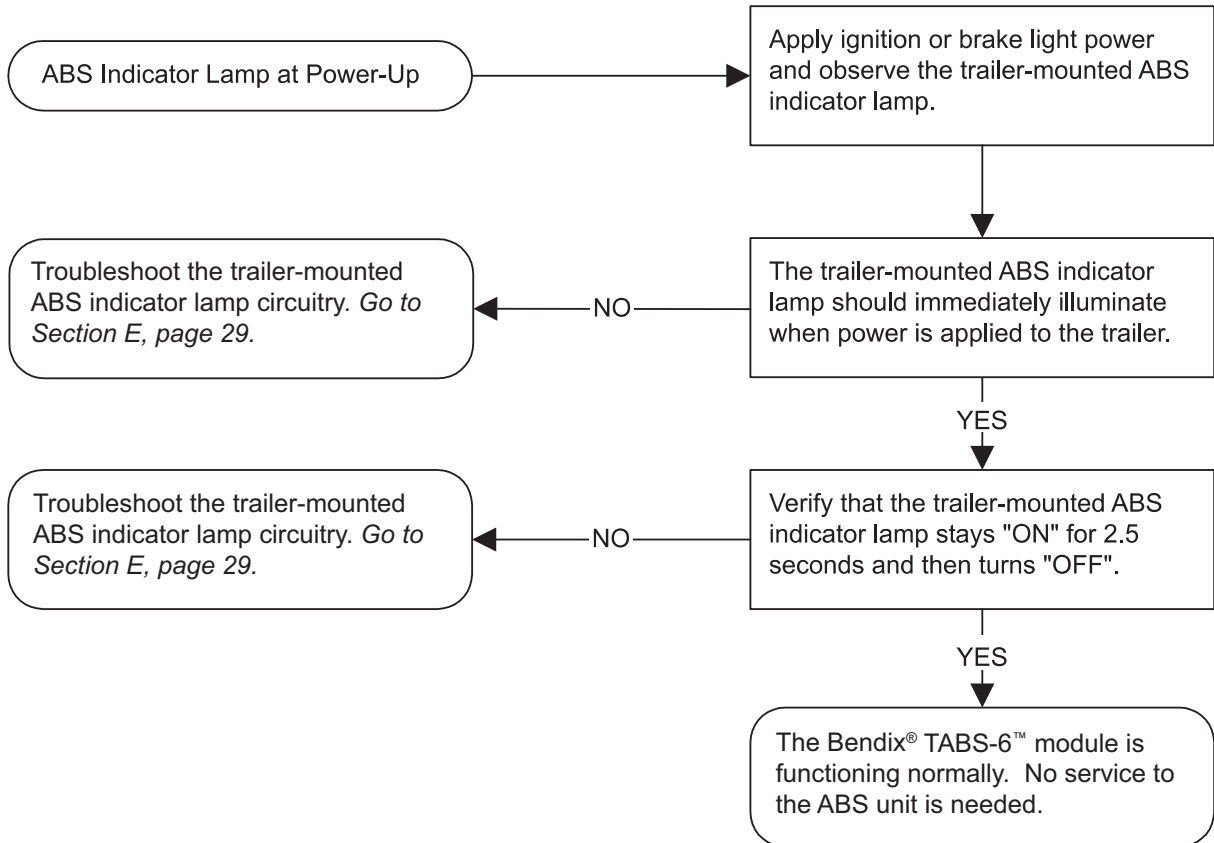 ABS Indicator Lamp at Power-Up
Apply ignition or brake light power
and observe the trailer-mounted ABS
indicator lamp.
Troubleshoot the trailer-mounted
ABS indicator lamp circuitry. Go to
Section E, page 29.
NO
The trailer-mounted ABS indicator
lamp should immediately illuminate
when power is applied to the trailer.
YES
Troubleshoot the trailer-mounted
ABS indicator lamp circuitry. Go to
Section E, page 29.
NO
Verify that the trailer-mounted ABS
indicator lamp stays "ON" for 2.5
seconds and then turns "OFF".
YES
The Bendix® TABS-6™ module is
functioning normally.  No service to
the ABS unit is needed.